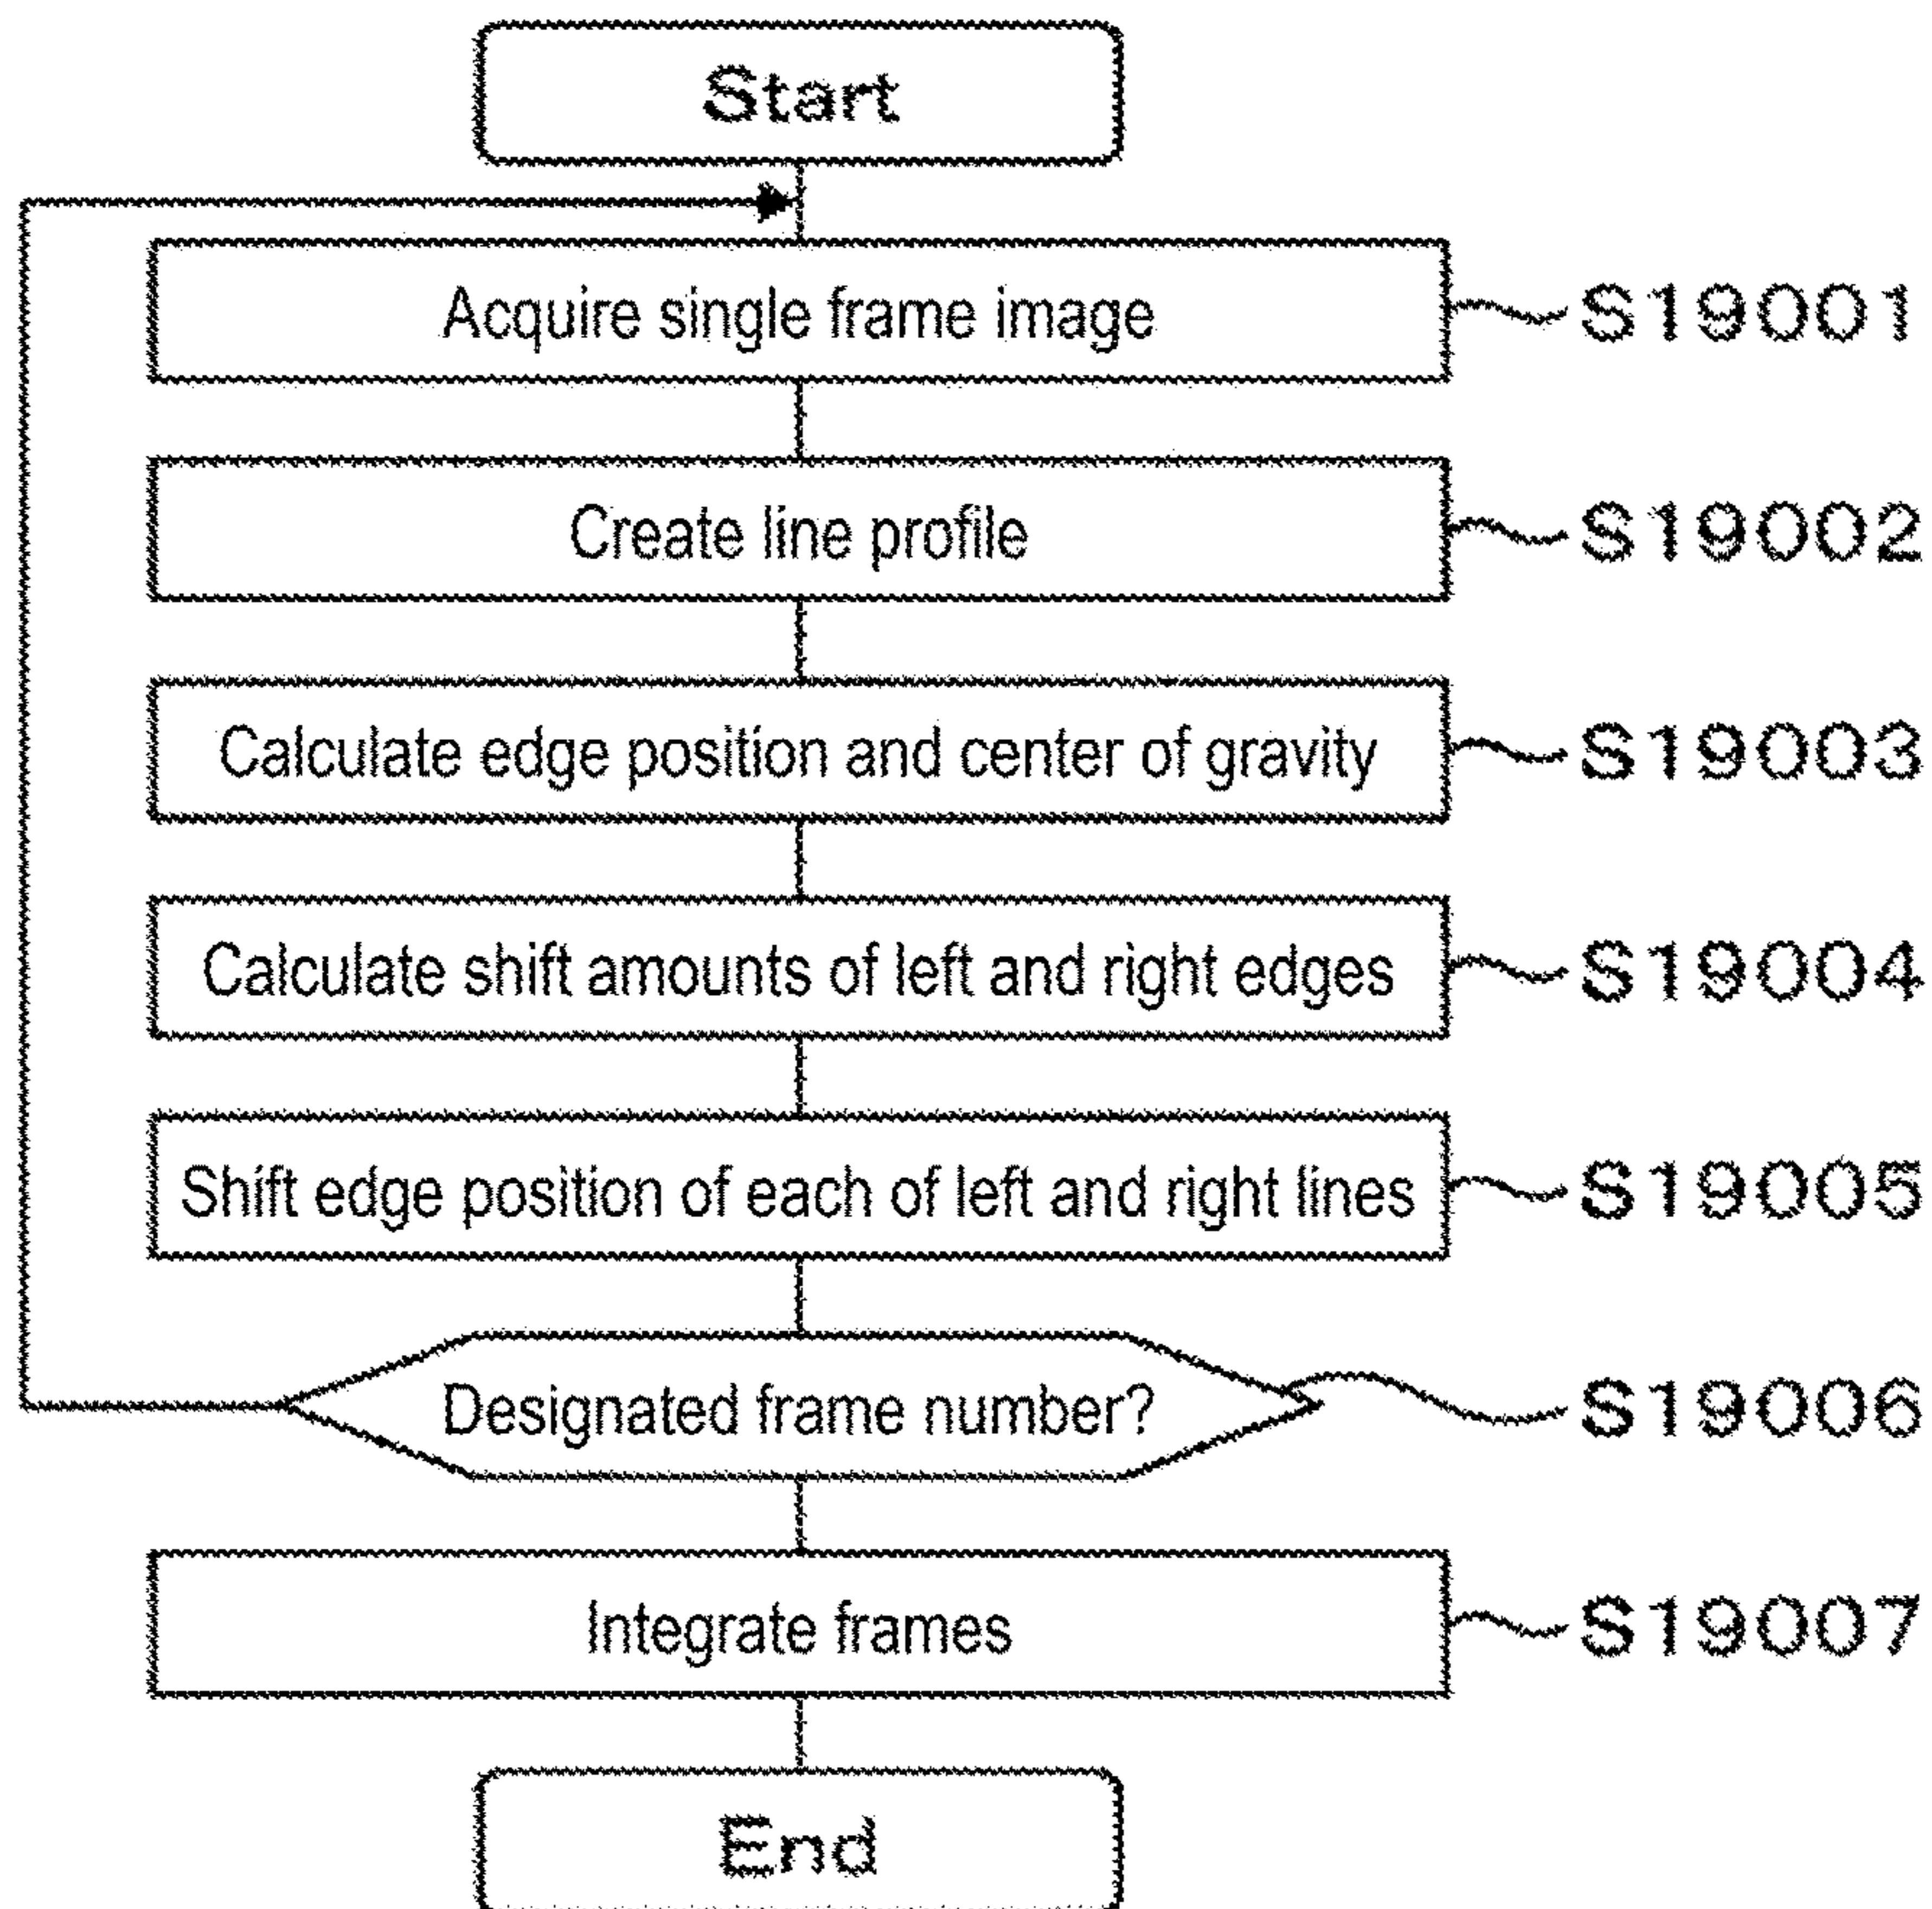 Start
Acquire single frame image
S19001
Create line profile
S19002
Calculate edge position and center of gravity
S19003
Calculate shift amounts of left and right edges
S19004
Shift edge position of each of left and right lines
S19005
Designated frame number?
S19006
Integrate frames
S19007
End